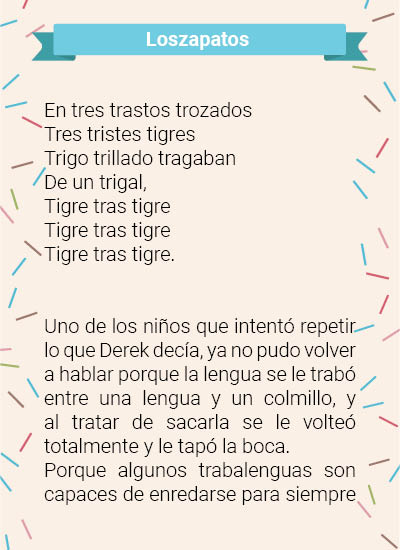 Loszapatos
En tres trastos trozados
Tres tristes tigres
Trigo trillado tragaban
De un trigal,
Tigre tras tigre
Tigre tras tigre
Tigre tras tigre.
Uno de los niños que intentó repetir
lo que Derek decía, ya no pudo volver
a hablar porque la lengua se le trabó
entre una lengua y un colmillo, y
al tratar de sacarla se le volteó
totalmente y le tapó la boca.
Porque algunos trabalenguas son
capaces de enredarse para siempre